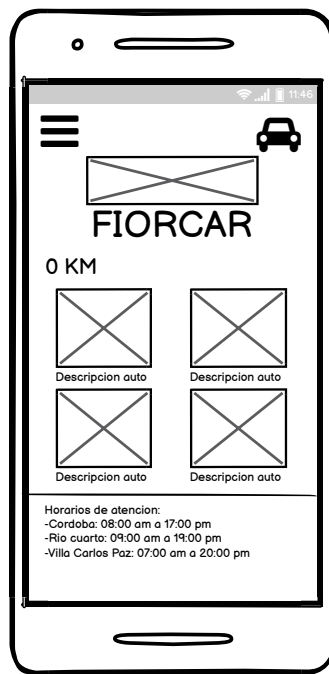 11:46
FIORCAR
0 KM
Descripcion auto Descripcion auto
Descripcion auto Descripcion auto
Horarios de atencion:
-Cordoba: 08:00 am a 17:00 pm
-Rio cuarto: 09:00 am a 19:00 pm
-Villa Carlos Paz: 07:00 am a 20:00 pm